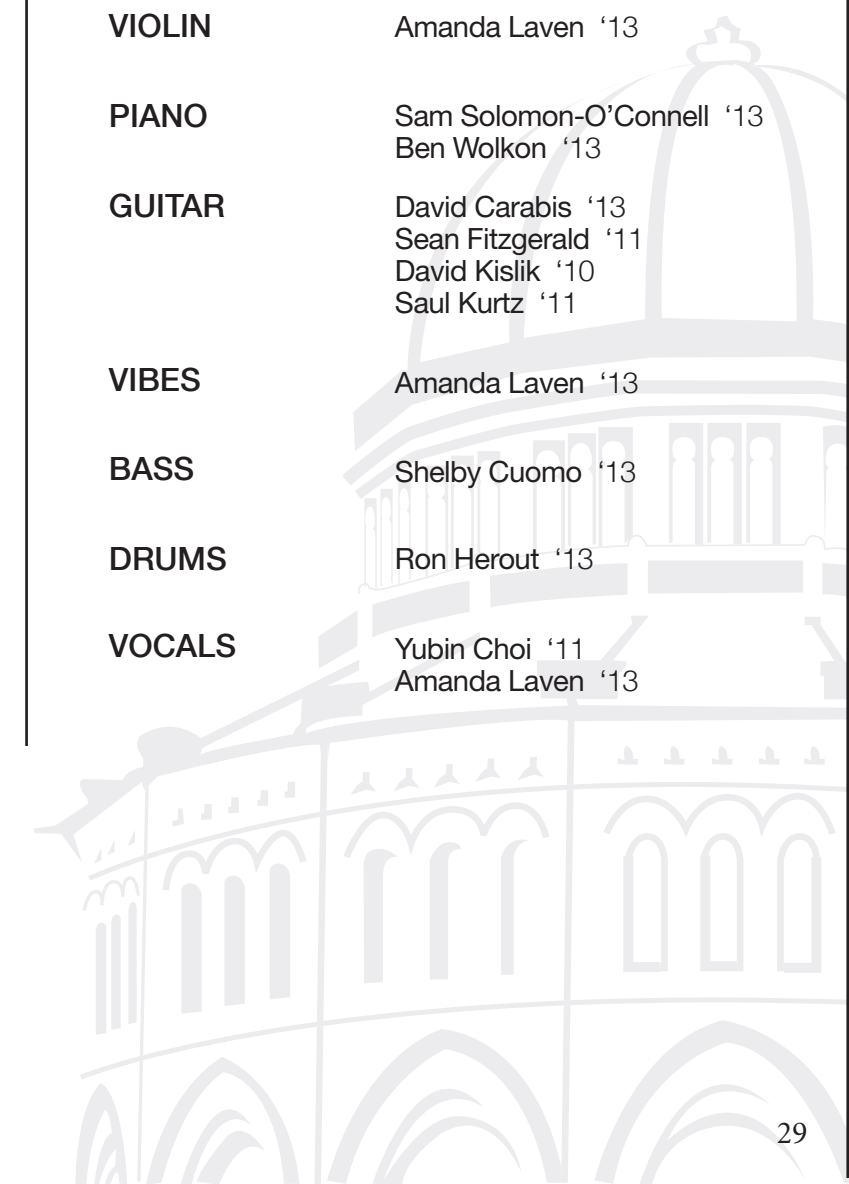 VIOLIN Amanda Laven ‘13
PIANO Sam Solomon-O’Connell ‘13
Ben Wolkon ‘13
GUITAR David Carabis ‘13
Sean Fitzgerald ‘11
David Kislik ‘10
Saul Kurtz ‘11
VIBES Amanda Laven ‘13
BASS Shelby Cuomo ‘13
DRUMS Ron Herout ‘13
VOCALS Yubin Choi ‘11
Amanda Laven ‘13
29